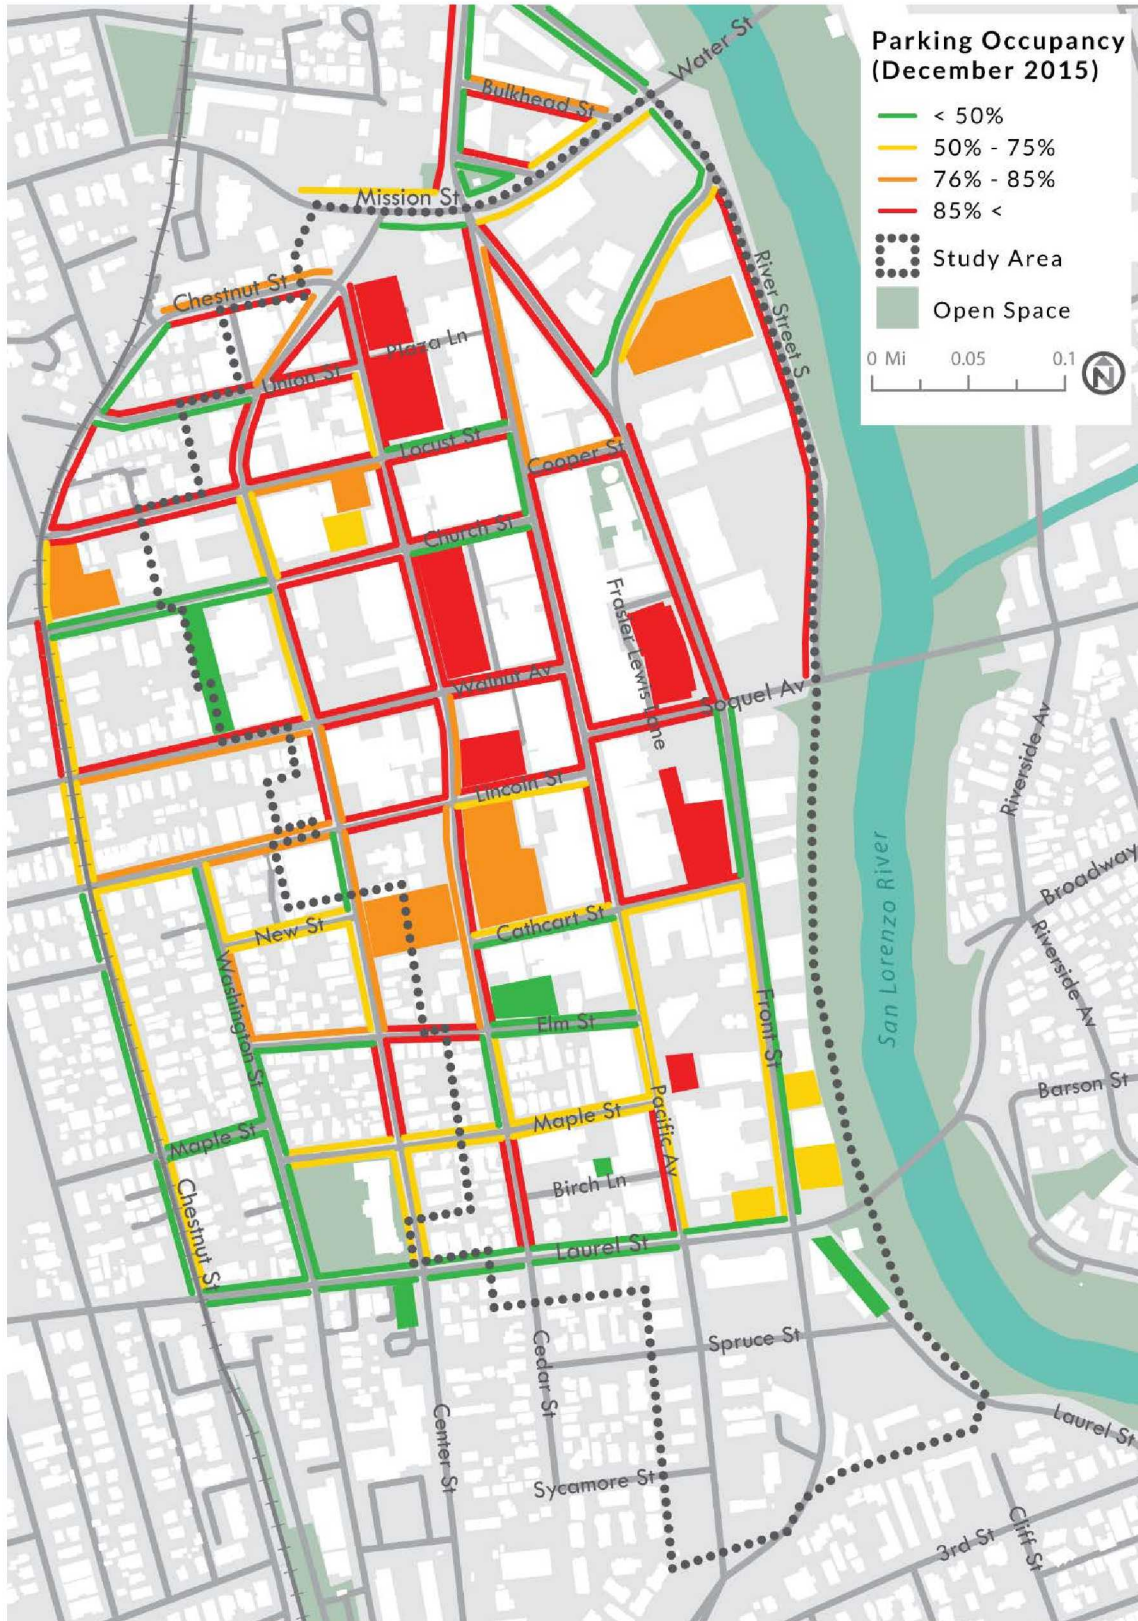 Parking Occupancy
(December 2015)
< 50%
50% - 75%
76% - 85%
85% <
Study Area
Open Space
0 Mi 0.05 0.1
N
Water St
Bulkhead St
Mission St
River Street S
Chestnut St
Plaza Ln
Union St
Locust St
Cooper St
Church St
Frasier Lewis Lane
Walnut Av
Soquel Av
Riverside Av
Lincoln St
San Lorenzo River
Broadway
Cathcart St
New St
Riverside Av
Washington St
Elm St
Front St
Barson St
Maple St
Pacific Av
Maple St
Birch Ln
Chestnut St
Laurel St
Spruce St
Cedar St
Laurel St
Center St
Sycamore St
Cliff St
3rd St